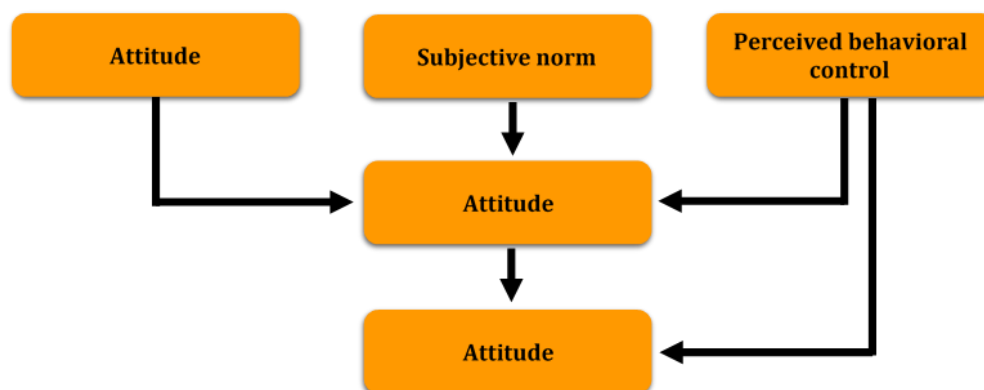 Attitude
Subjective norm
Perceived behavioral
control
Attitude
Attitude